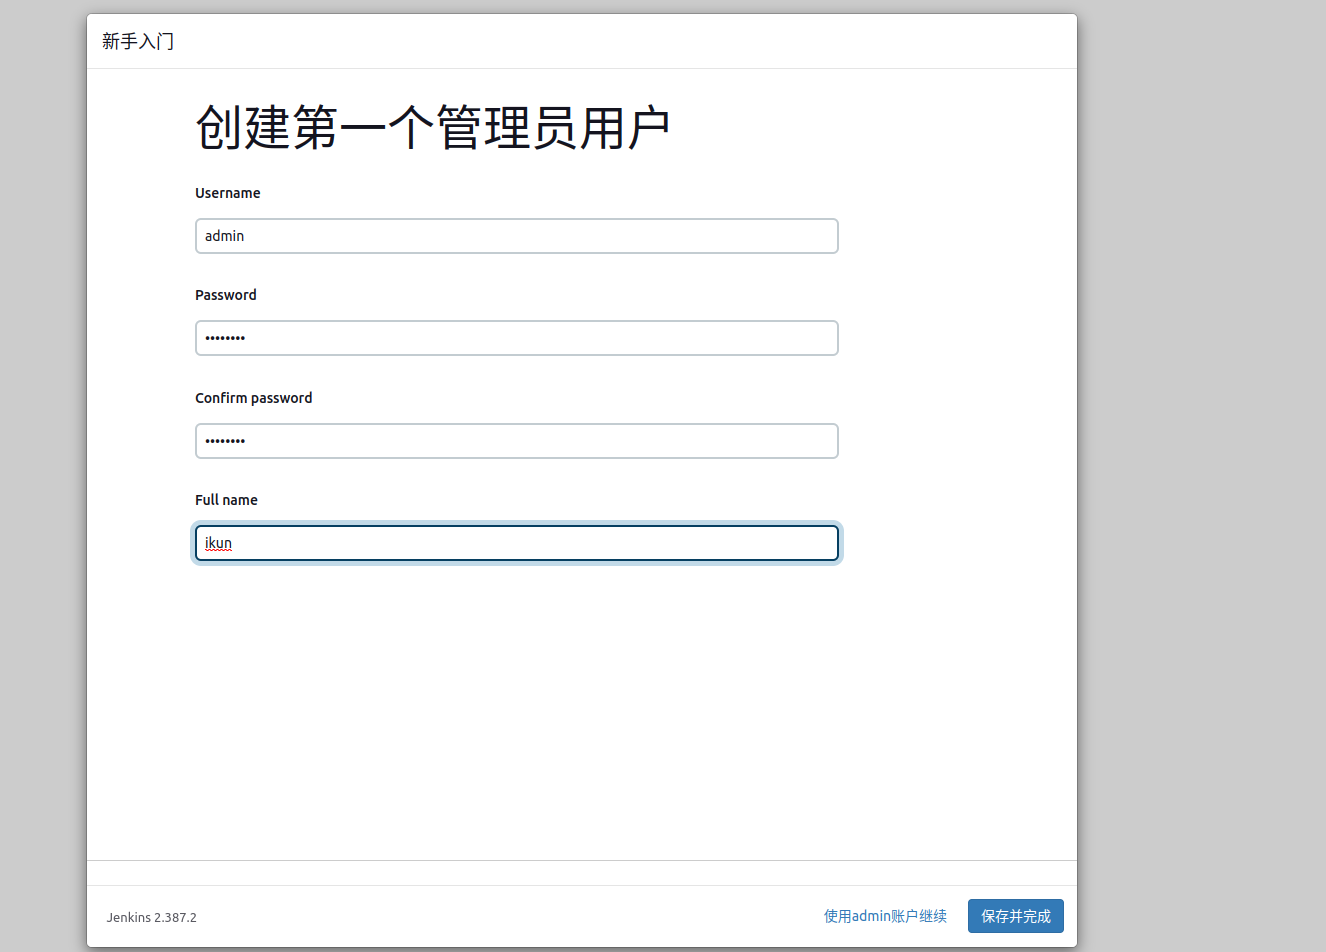 新手入门
创建第一个管理员用户
Username
admin
Password
••••••••
Confirm password
••••••••
Full name
ikun
Jenkins 2.387.2
使用admin账户继续
保存并完成